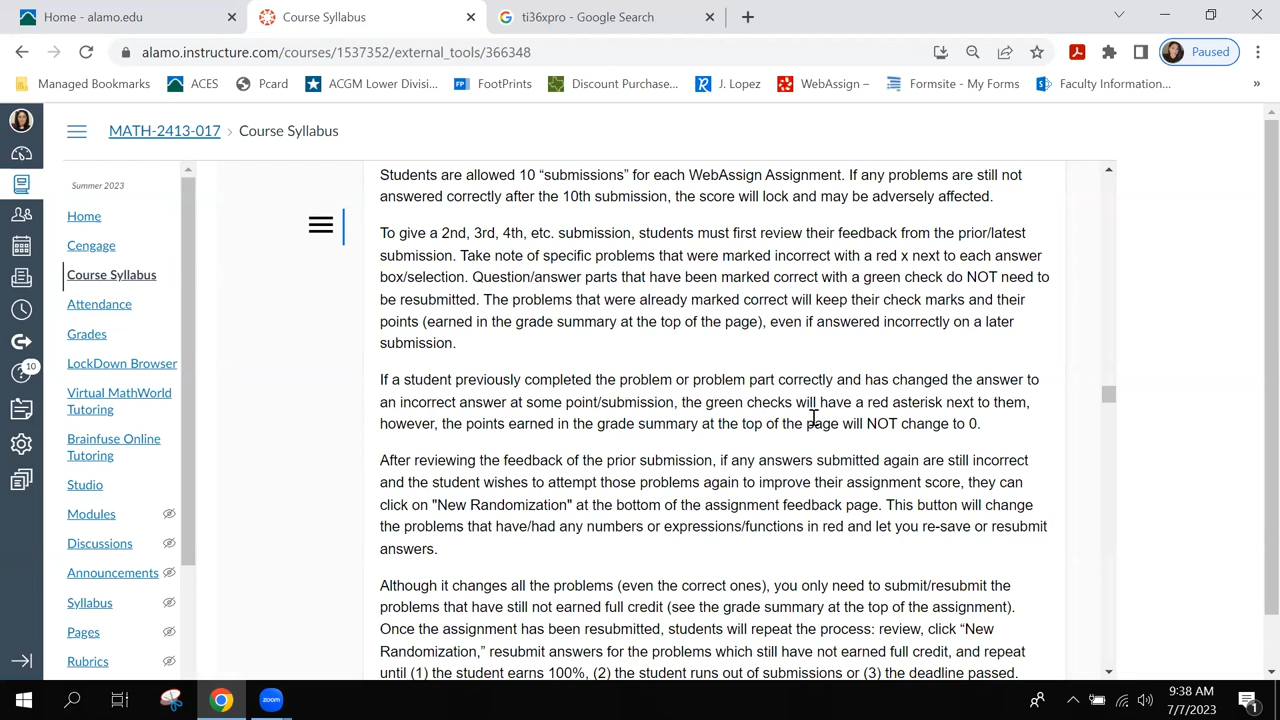 Home - alamo.edu
Course Syllabus
ti36xpro - Google Search
alamo.instructure.com/courses/1537352/external_tools/366348
Paused
Managed Bookmarks
ACES
Pcard
ACGM Lower Divisi...
FootPrints
Discount Purchase...
J. Lopez
WebAssign –
Formsite - My Forms
Faculty Information...
MATH-2413-017 › Course Syllabus
Summer 2023
Home
Cengage
Course Syllabus
Attendance
Grades
LockDown Browser
Virtual MathWorld
Tutoring
Brainfuse Online
Tutoring
Studio
Modules
Discussions
Announcements
Syllabus
Pages
Rubrics
10
Students are allowed 10 “submissions” for each WebAssign Assignment. If any problems are still not
answered correctly after the 10th submission, the score will lock and may be adversely affected.
To give a 2nd, 3rd, 4th, etc. submission, students must first review their feedback from the prior/latest
submission. Take note of specific problems that were marked incorrect with a red x next to each answer
box/selection. Question/answer parts that have been marked correct with a green check do NOT need to
be resubmitted. The problems that were already marked correct will keep their check marks and their
points (earned in the grade summary at the top of the page), even if answered incorrectly on a later
submission.
If a student previously completed the problem or problem part correctly and has changed the answer to
an incorrect answer at some point/submission, the green checks will have a red asterisk next to them,
however, the points earned in the grade summary at the top of the page will NOT change to 0.
After reviewing the feedback of the prior submission, if any answers submitted again are still incorrect
and the student wishes to attempt those problems again to improve their assignment score, they can
click on "New Randomization" at the bottom of the assignment feedback page. This button will change
the problems that have/had any numbers or expressions/functions in red and let you re-save or resubmit
answers.
Although it changes all the problems (even the correct ones), you only need to submit/resubmit the
problems that have still not earned full credit (see the grade summary at the top of the assignment).
Once the assignment has been resubmitted, students will repeat the process: review, click “New
Randomization,” resubmit answers for the problems which still have not earned full credit, and repeat
until (1) the student earns 100%, (2) the student runs out of submissions or (3) the deadline passed.
zoom
9:38 AM
7/7/2023
1